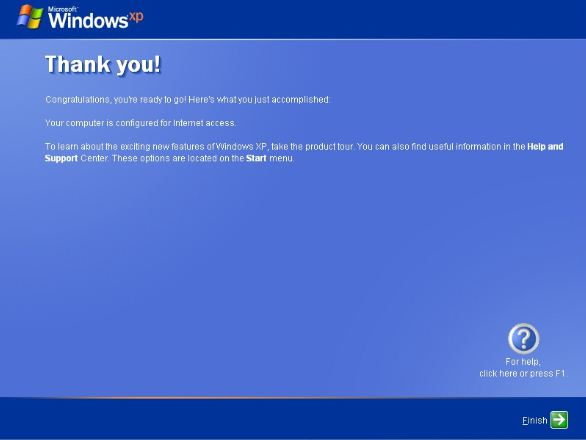 Microsoft
Windows xp
Thank you!
Congratulations, you're ready to go! Here's what you just accomplished:
Your computer is configured for Internet access.
To learn about the exciting new features of Windows XP, take the product tour. You can also find useful information in the Help and
Support Center. These options are located on the Start menu.
For help,
click here or press F1.
Finish